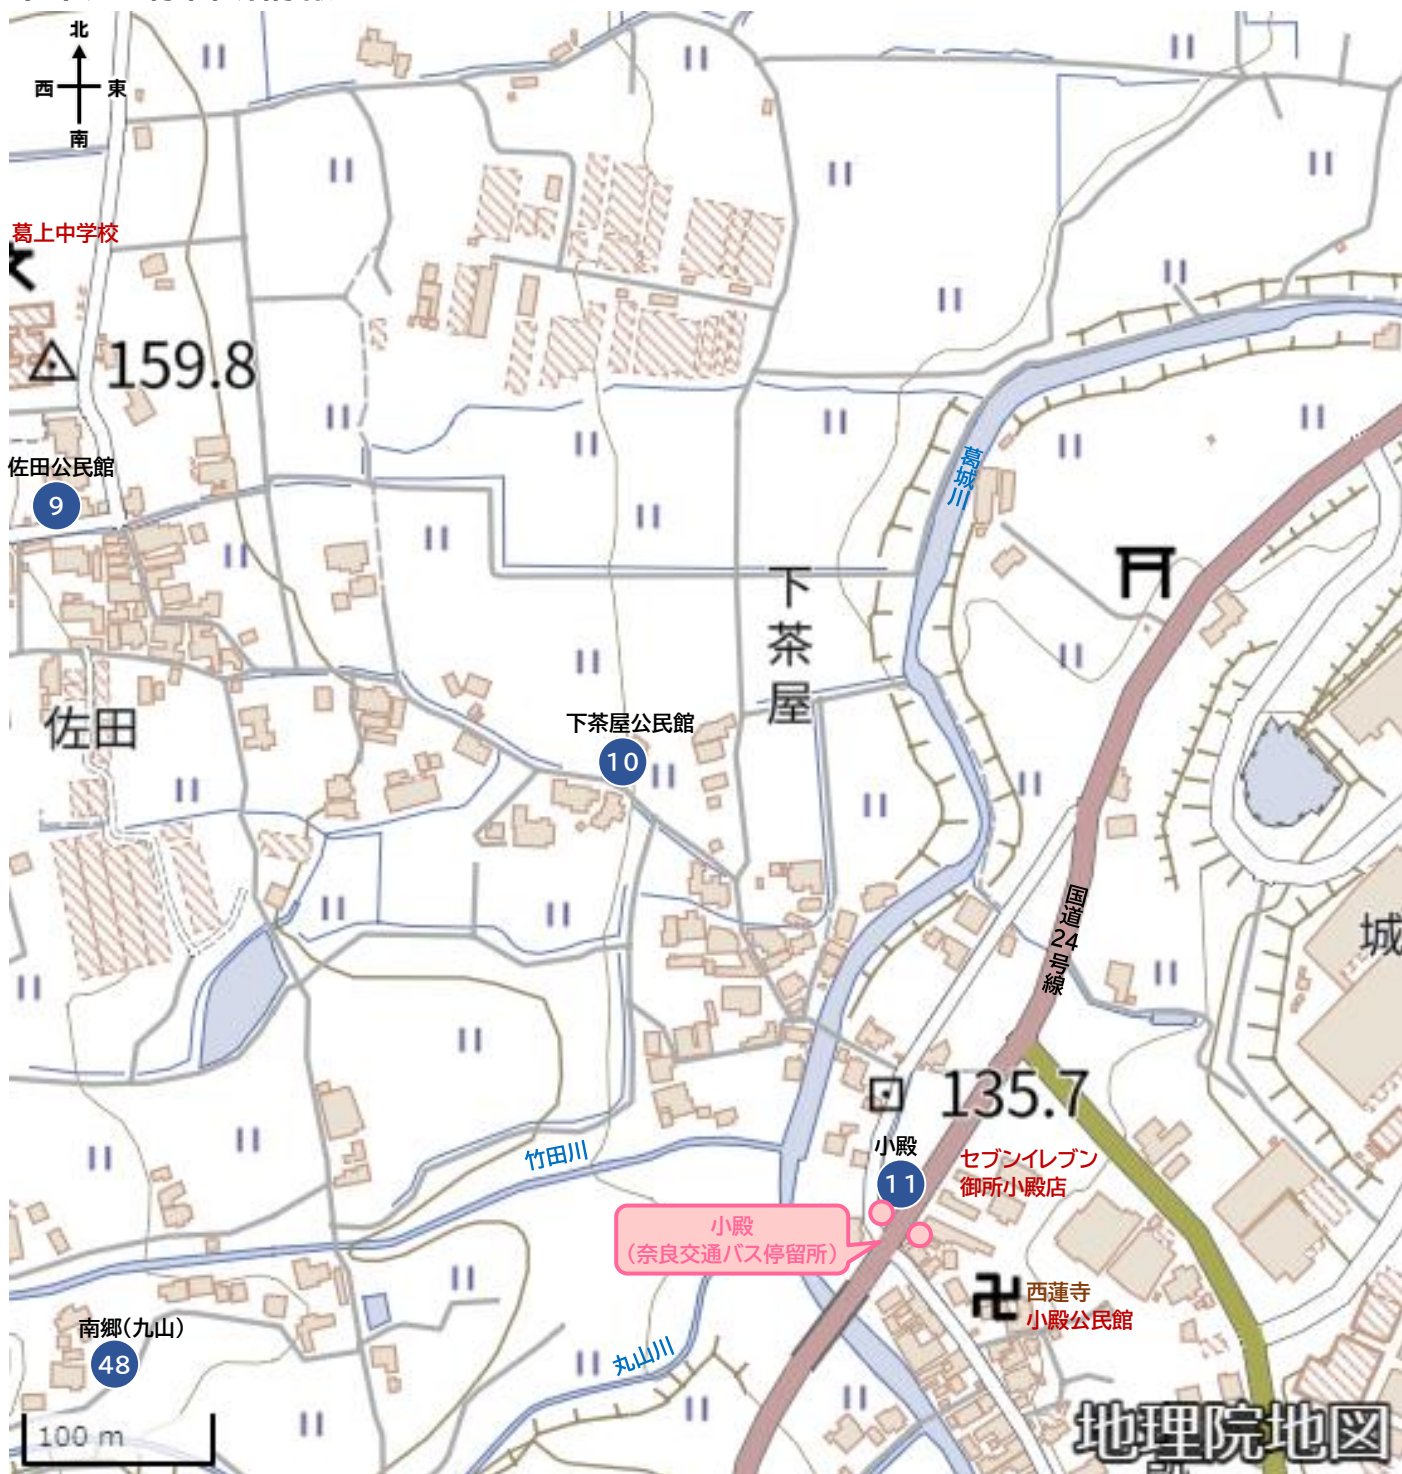 北
西
東
南
葛上中学校
159.8
佐田公民館
9
葛城川
下茶屋
佐田
下茶屋公民館
10
国道24号線
城
135.7
竹田川
小殿
11
セブンイレブン
御所小殿店
小殿
(奈良交通バス停留所)
西蓮寺
小殿公民館
南郷(九山)
48
丸山川
100 m
地理院地図